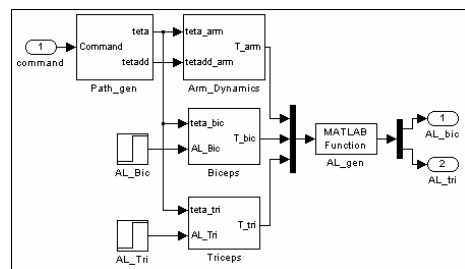 1
command
Command
teta
tetadd
Path_gen
teta_arm
T_arm
tetadd_arm
Arm_Dynamics
teta_bic
T_bic
AL_Bic
Biceps
AL_Bic
teta_tri
T_tri
AL_Tri
Triceps
AL_Tri
MATLAB
Function
AL_gen
1
AL_bic
2
AL_tri